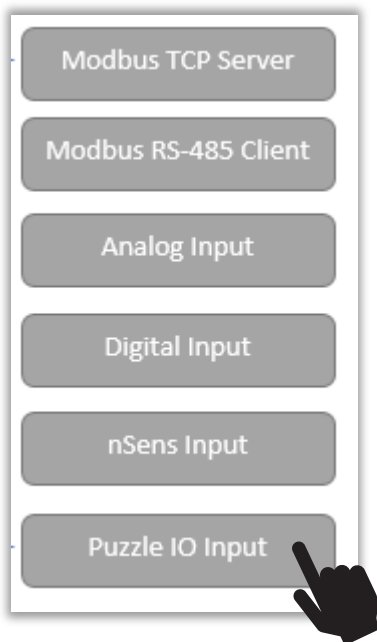 Modbus TCP Server
Modbus RS-485 Client
Analog Input
Digital Input
nSens Input
Puzzle IO Input